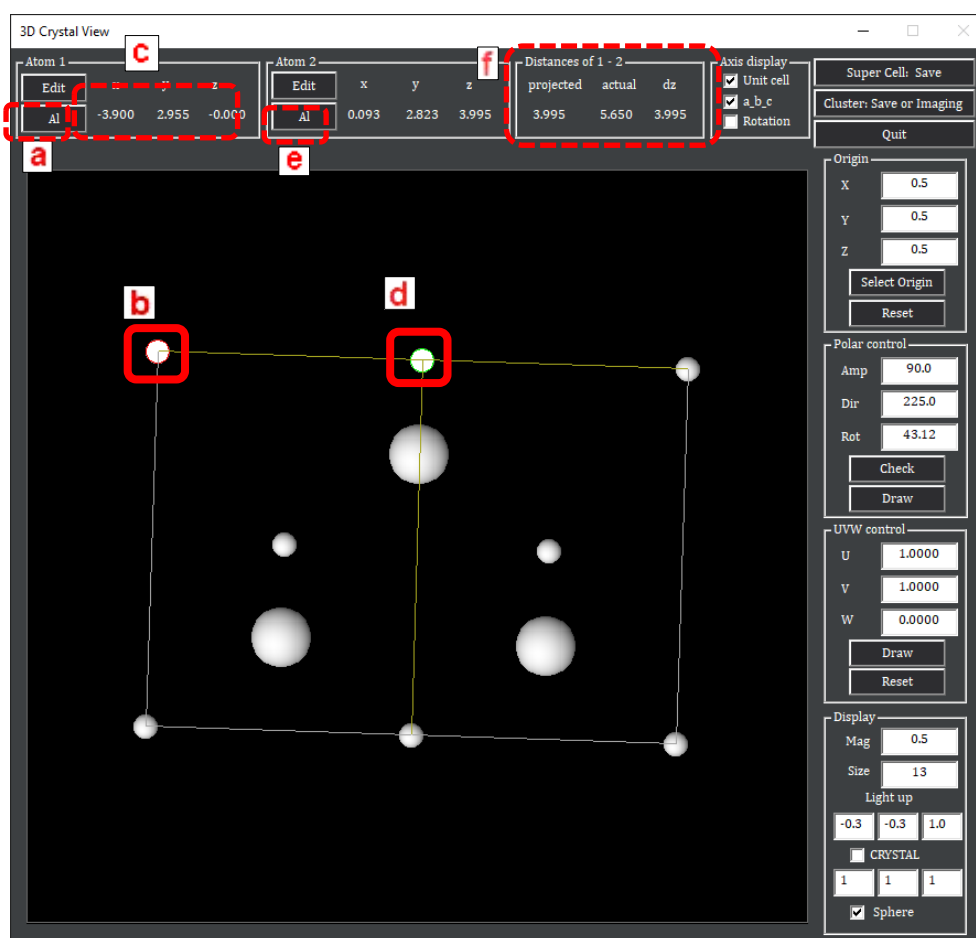 3D Crystal View
c
Atom 1
Edit x y z
Al -3.900 2.955 -0.000
a
Atom 2
Edit x y z
Al 0.093 2.823 3.995
e
f
Distances of 1 - 2
projected actual dz
3.995 5.650 3.995
Axis display
Unit cell
a_b_c
Rotation
Super Cell: Save
Cluster: Save or Imaging
Quit
b
d
Origin
X 0.5
Y 0.5
Z 0.5
Select Origin
Reset
Polar control
Amp 90.0
Dir 225.0
Rot 43.12
Check
Draw
UVW control
U 1.0000
V 1.0000
W 0.0000
Draw
Reset
Display
Mag 0.5
Size 13
Light up
-0.3 -0.3 1.0
CRYSTAL
1 1 1
Sphere